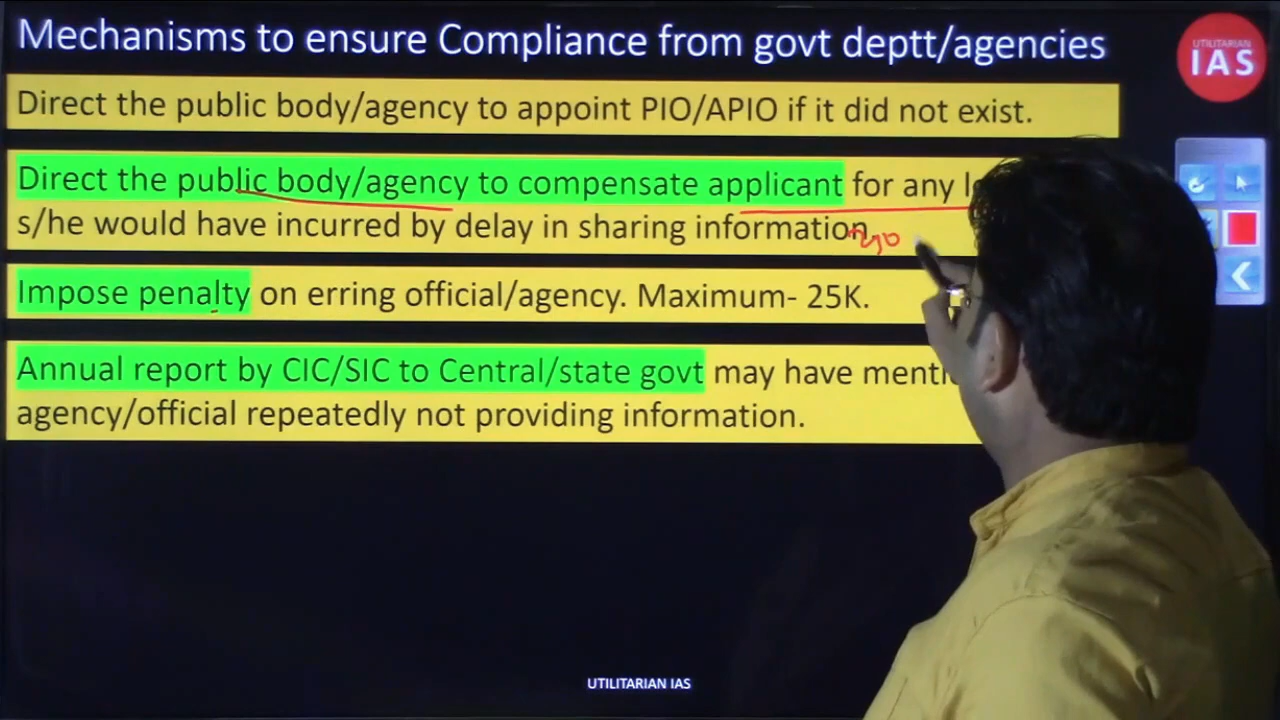 Mechanisms to ensure Compliance from govt deptt/agencies
UTILITARIAN
IAS
Direct the public body/agency to appoint PIO/APIO if it did not exist.
Direct the public body/agency to compensate applicant for any
s/he would have incurred by delay in sharing information.
Impose penalty on erring official/agency. Maximum- 25K.
Annual report by CIC/SIC to Central/state govt may have
agency/official repeatedly not providing information.
UTILITARIAN IAS